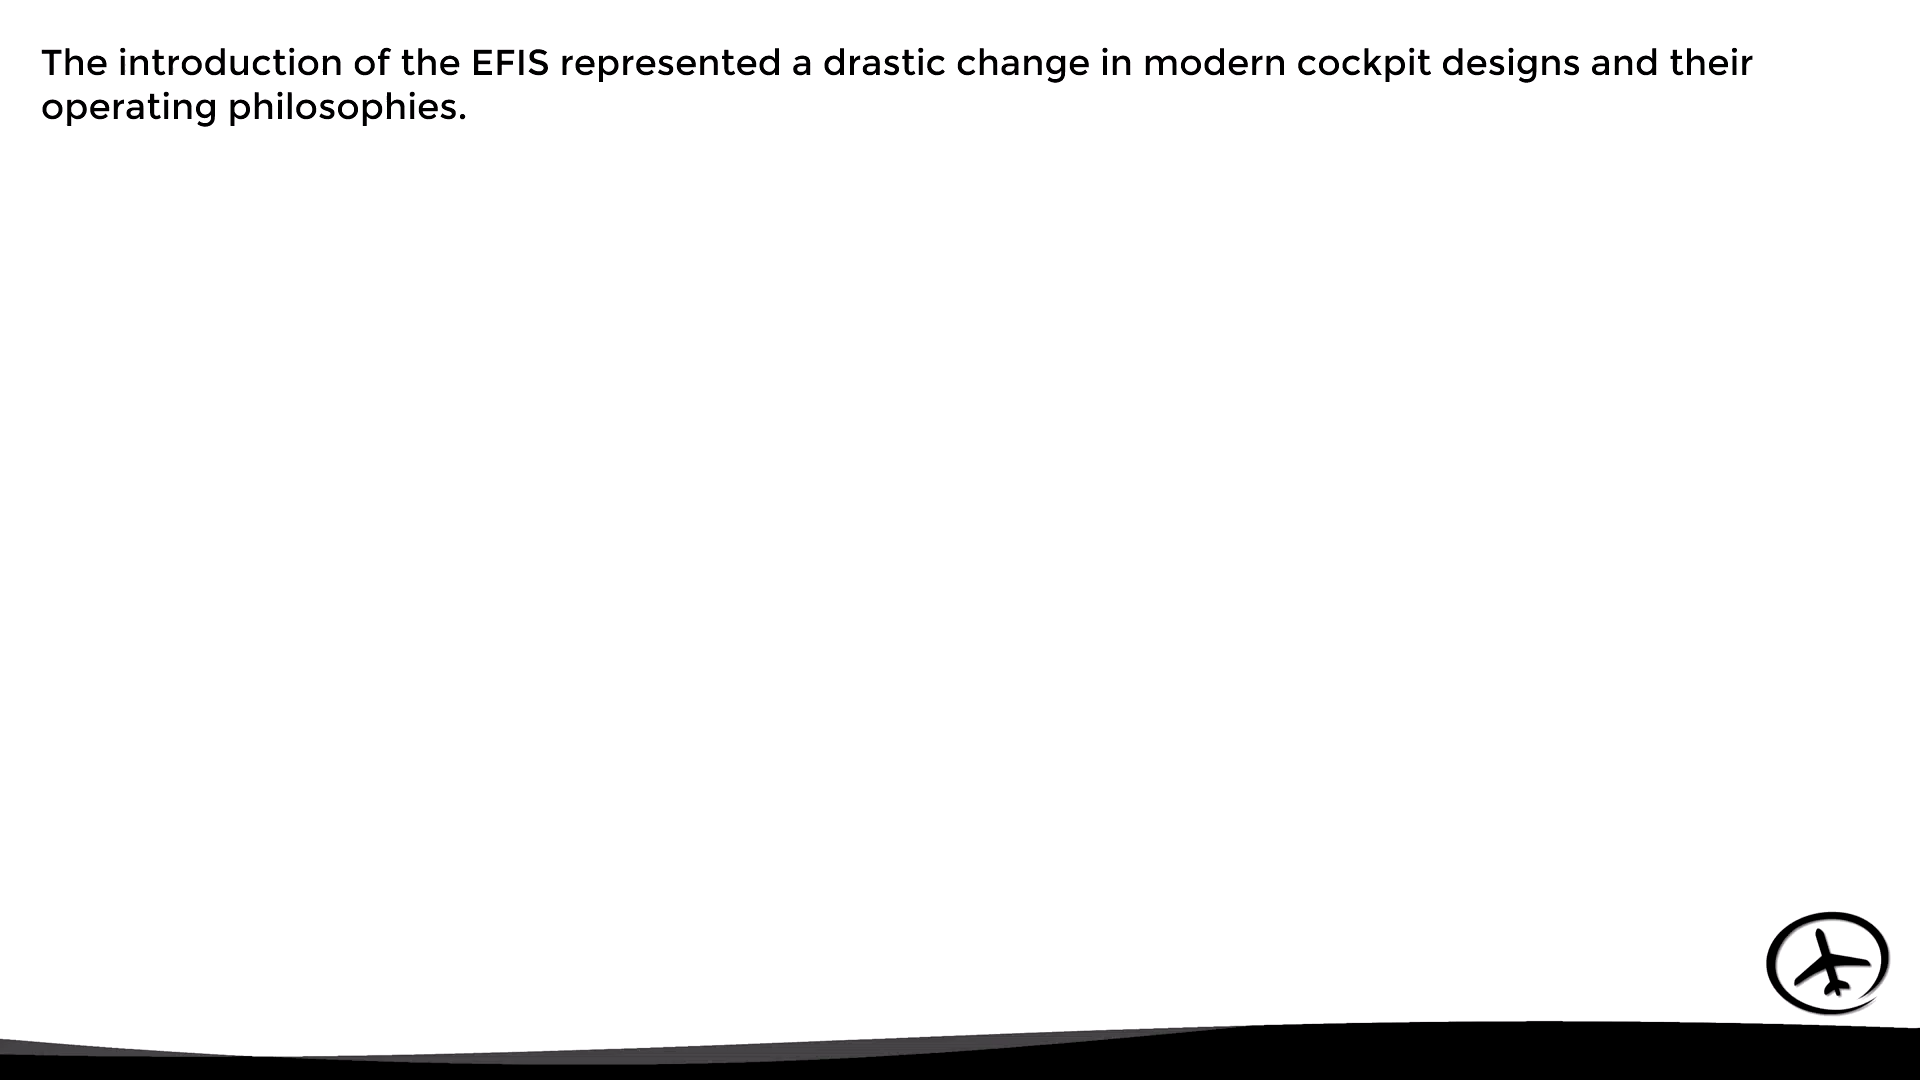 The introduction of the EFIS represented a drastic change in modern cockpit designs and their
operating philosophies.